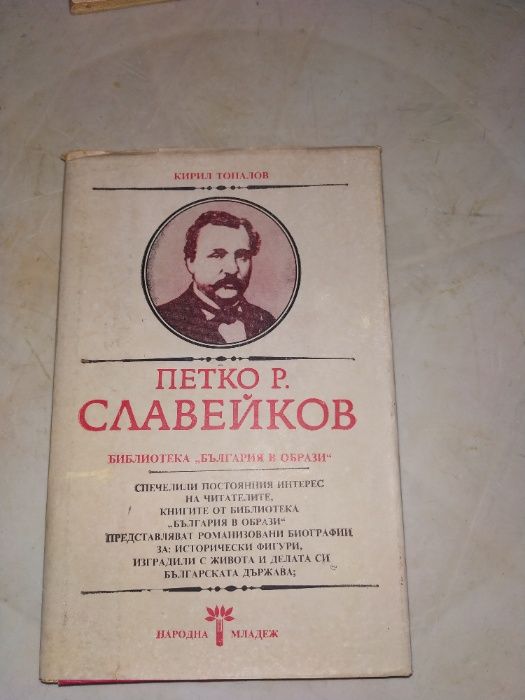 КИРИЛ ТОПАЛОВ
ПЕТКО Р.
СЛАВЕЙКОВ
БИБЛИОТЕКА „БЪЛГАРИЯ В ОБРАЗИ“
СПЕЧЕЛИЛИ ПОСТОЯННИЯ ИНТЕРЕС
НА ЧИТАТЕЛИТЕ,
КНИГИТЕ ОТ БИБЛИОТЕКА
„БЪЛГАРИЯ В ОБРАЗИ“
ПРЕДСТАВЛЯВАТ РОМАНИЗОВАНИ БИОГРАФИИ
ЗА: ИСТОРИЧЕСКИ ФИГУРИ,
ИЗГРАДИЛИ С ЖИВОТА И ДЕЛАТА СИ
БЪЛГАРСКАТА ДЪРЖАВА;
НАРОДНА МЛАДЕЖ